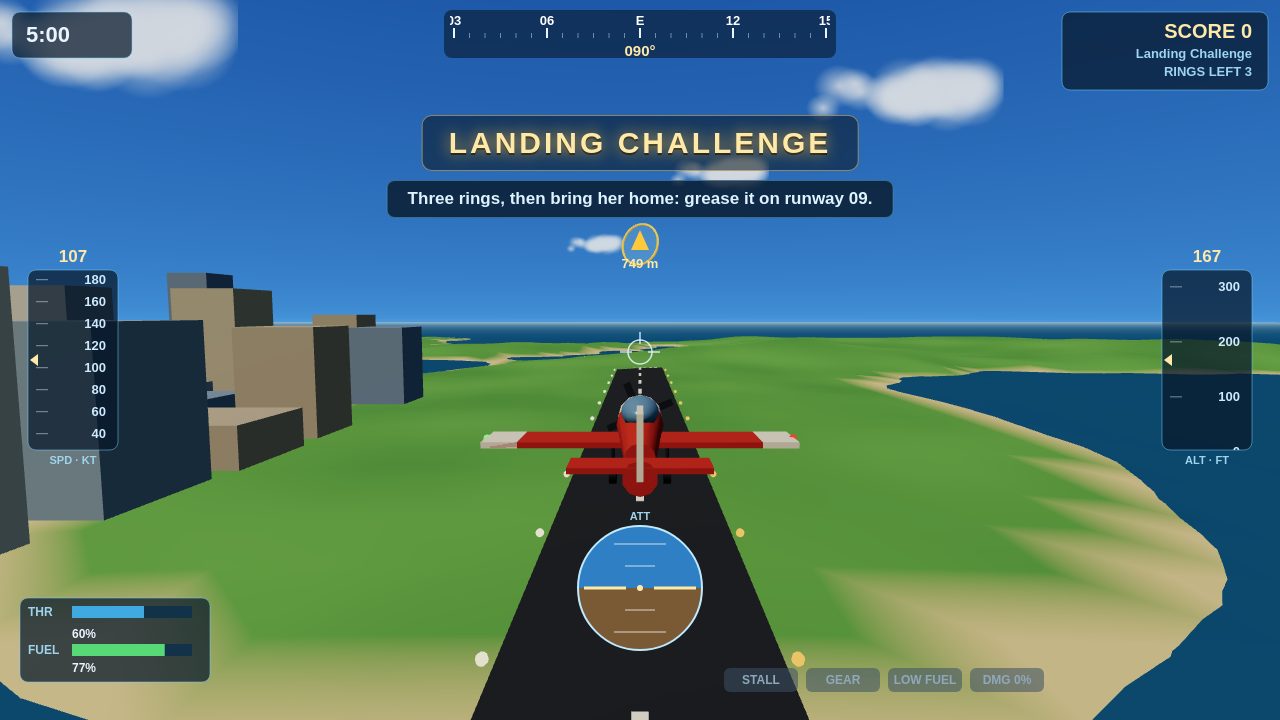 5:00
03 06 E 12 15
090°
SCORE 0
Landing Challenge
RINGS LEFT 3
LANDING CHALLENGE
Three rings, then bring her home: grease it on runway 09.
749 m
107
180
160
140
120
100
80
60
40
SPD · KT
167
300
200
100
0
ALT · FT
ATT
THR
60%
FUEL
77%
STALL GEAR LOW FUEL DMG 0%